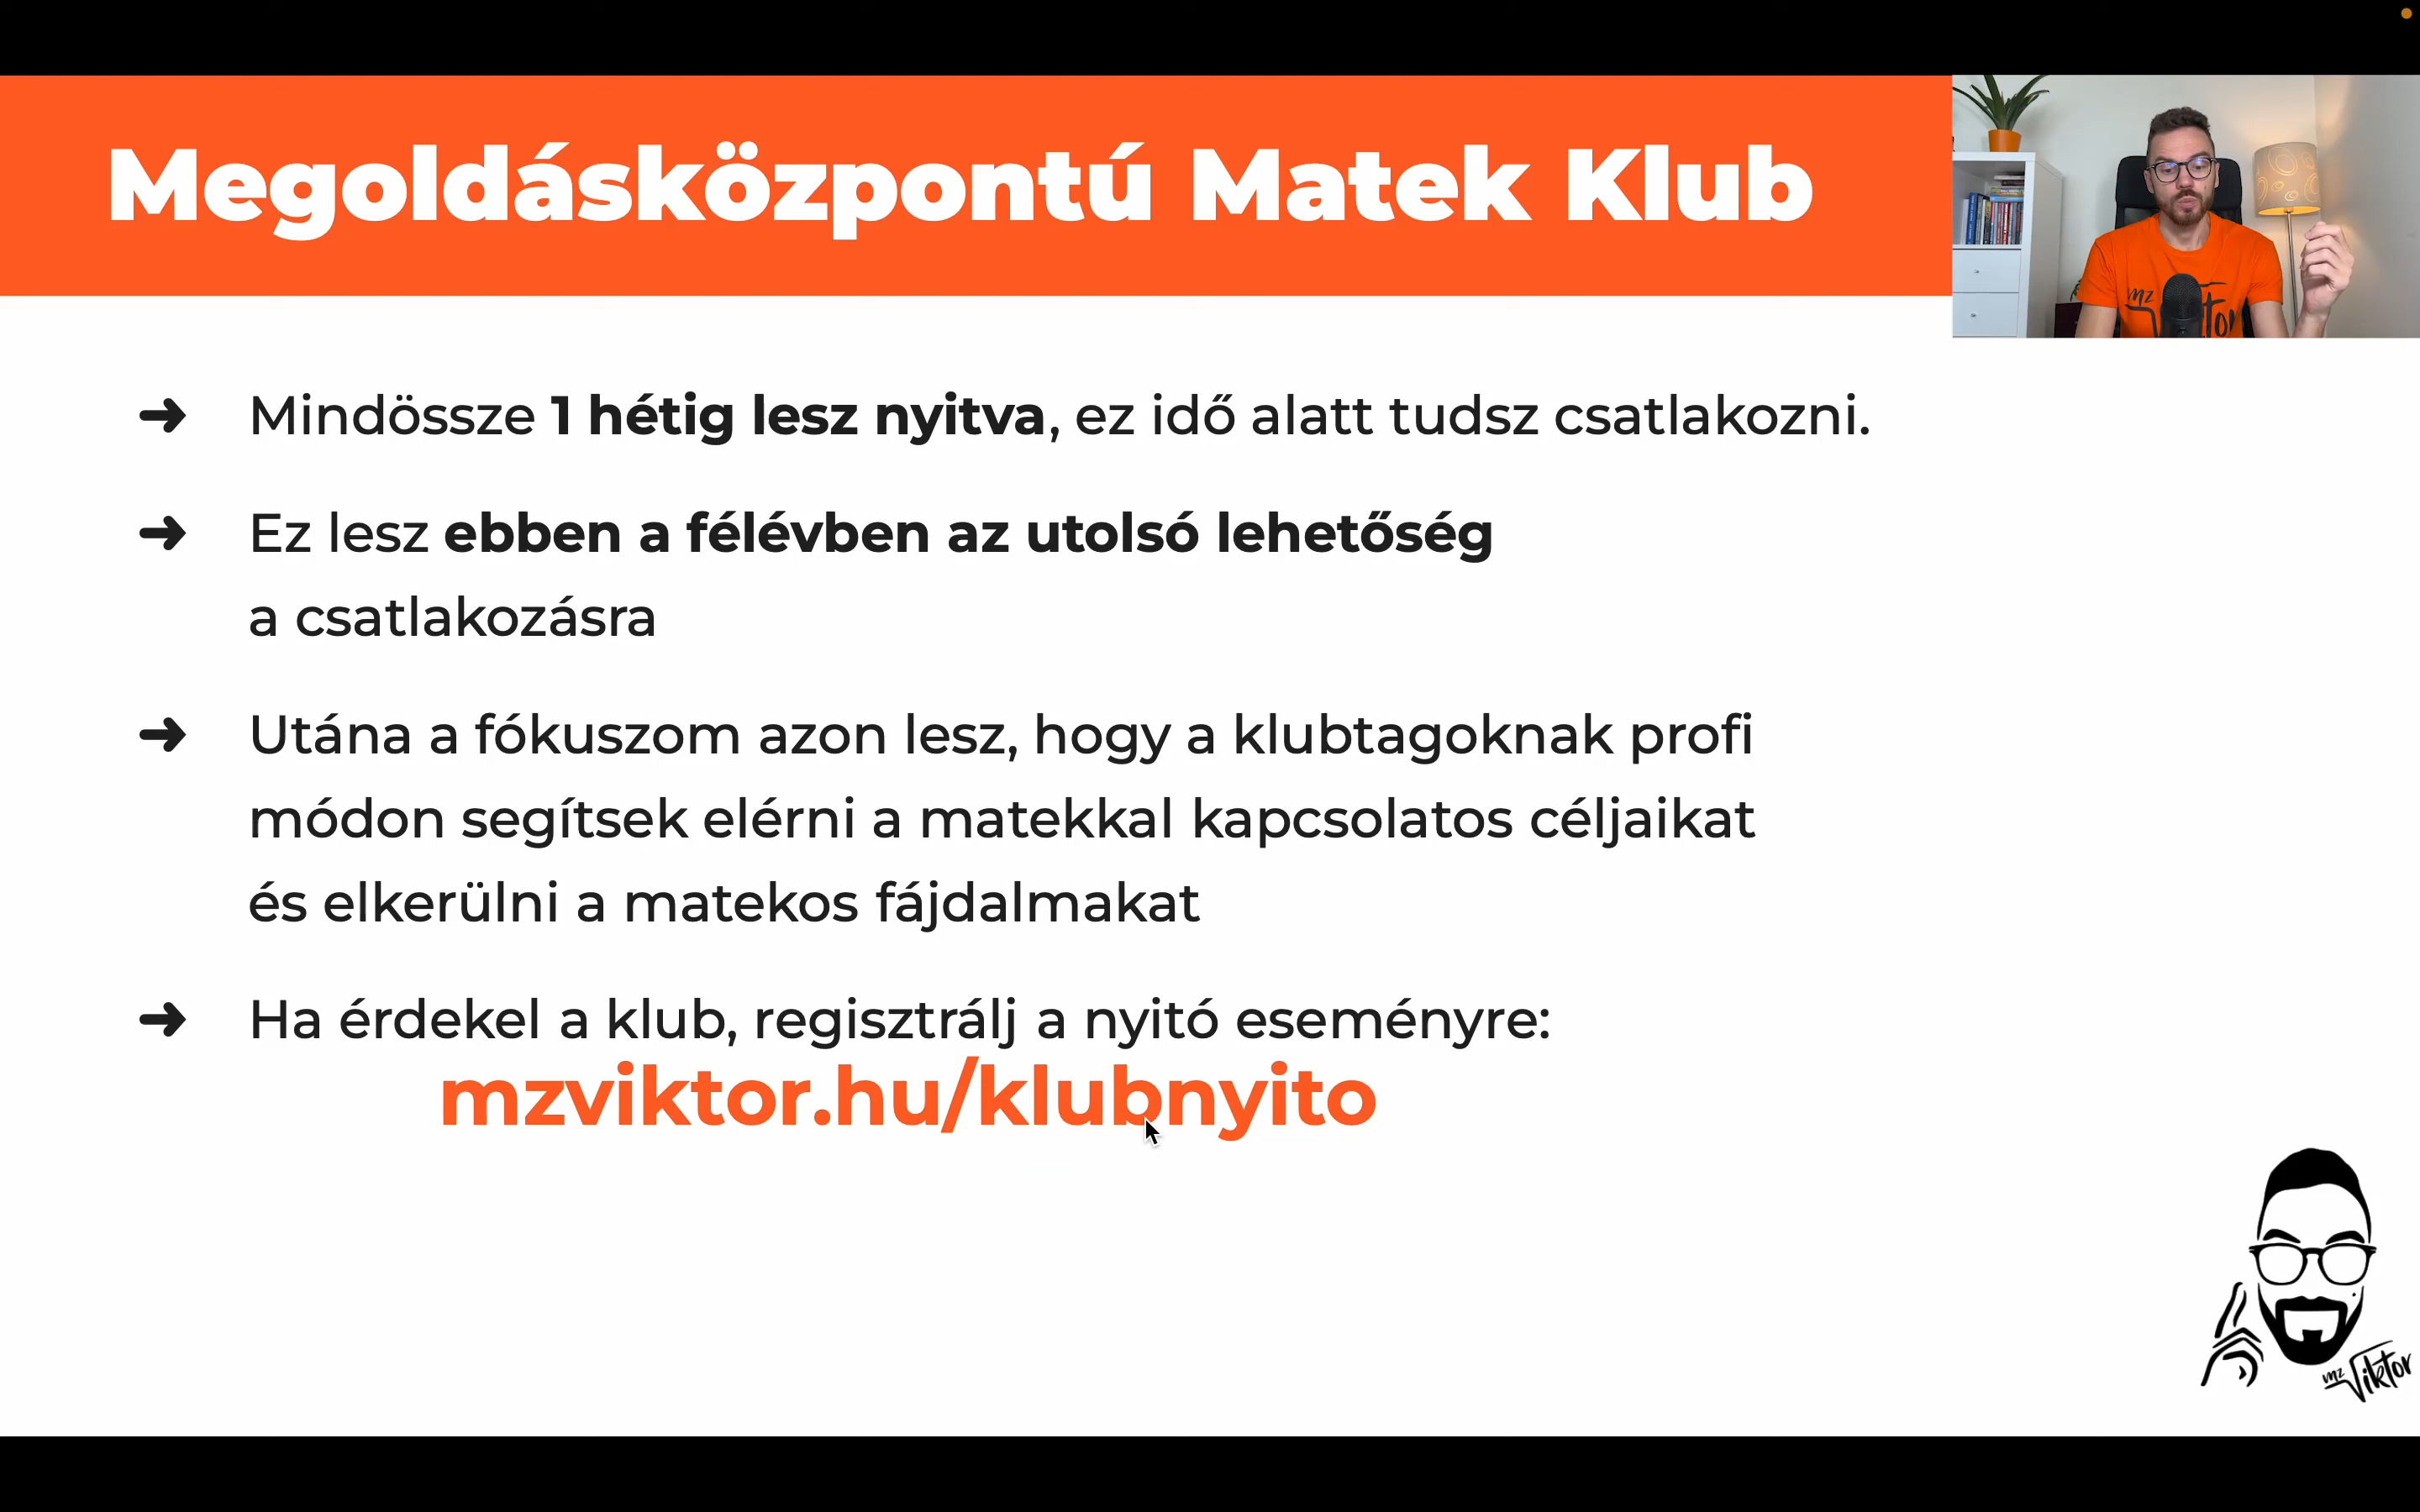 Megoldásközpontú Matek Klub
➜ Mindössze 1 hétig lesz nyitva, ez idő alatt tudsz csatlakozni.
➜ Ez lesz ebben a félévben az utolsó lehetőség
a csatlakozásra
➜ Utána a fókuszom azon lesz, hogy a klubtagoknak profi
módon segítsek elérni a matekkal kapcsolatos céljaikat
és elkerülni a matekos fájdalmakat
➜ Ha érdekel a klub, regisztrálj a nyitó eseményre:
mzviktor.hu/klubnyito
mz Viktor